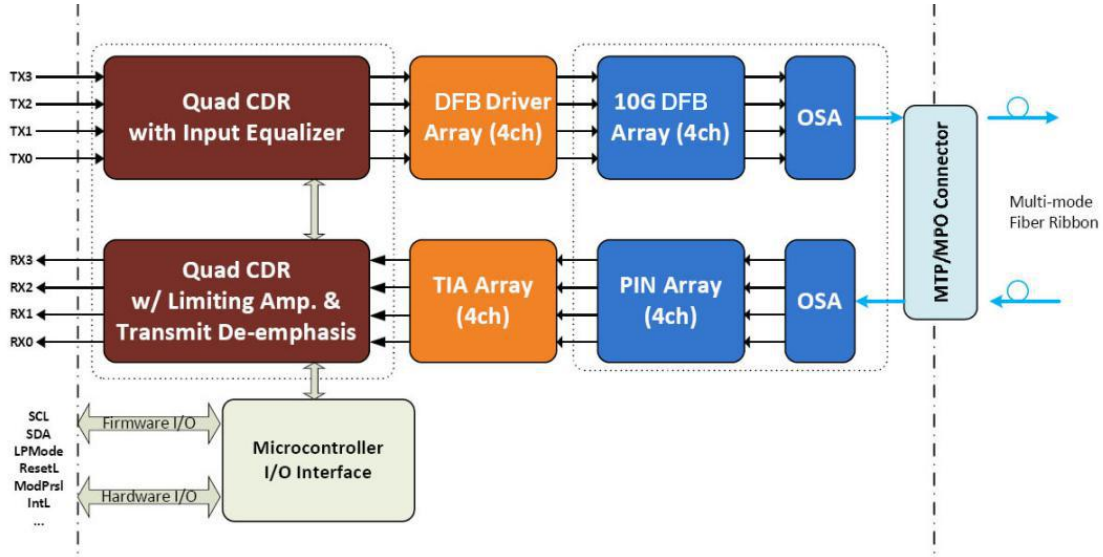 TX3
TX2
TX1
TX0
Quad CDR
with Input Equalizer
DFB Driver
Array (4ch)
10G DFB
Array (4ch)
OSA
MTP/MPO Connector
Multi-mode
Fiber Ribbon
RX3
RX2
RX1
RX0
Quad CDR
w/ Limiting Amp. &
Transmit De-emphasis
TIA Array
(4ch)
PIN Array
(4ch)
OSA
SCL
SDA
LPMode
ResetL
ModPrsl
IntL
...
Firmware I/O
Hardware I/O
Microcontroller
I/O Interface